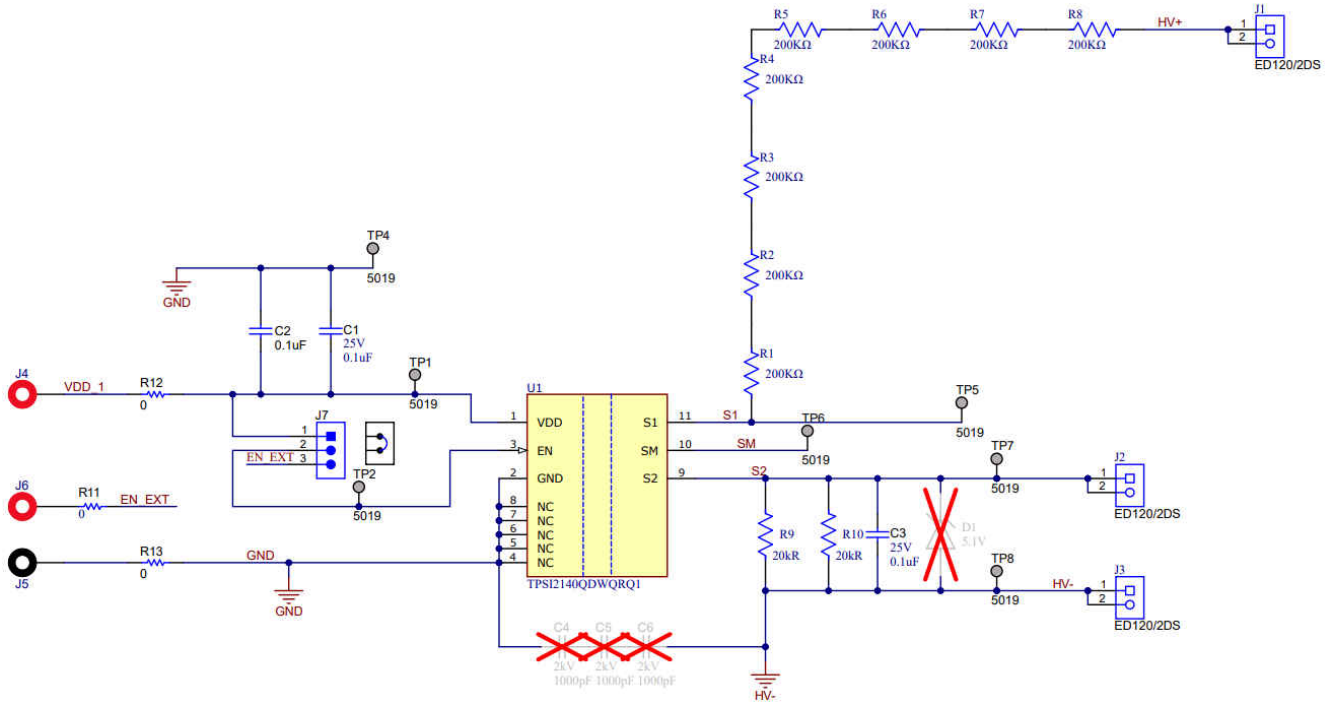 J1
R5
R6
R7
R8
HV+
1
2
200KΩ
200KΩ
200KΩ
200KΩ
ED120/2DS
R4
200KΩ
R3
200KΩ
R2
200KΩ
R1
200KΩ
TP4
5019
GND
C2
0.1uF
C1
25V
0.1uF
TP1
5019
J4
VDD_1
R12
0
J7
1
2
3
EN_EXT
TP2
5019
J6
R11
0
EN_EXT
J5
R13
0
GND
GND
U1
1
VDD
3
EN
2
GND
8
NC
7
NC
6
NC
5
NC
4
NC
S1
11
S1
SM
10
SM
S2
9
S2
TPSI2140QDWQRQ1
TP5
5019
TP6
5019
TP7
5019
J2
1
2
ED120/2DS
R9
20kR
R10
20kR
C3
25V
0.1uF
D1
5.1V
TP8
5019
HV-
J3
1
2
ED120/2DS
C4
C5
C6
2kV
2kV
2kV
1000pF
1000pF
1000pF
HV-